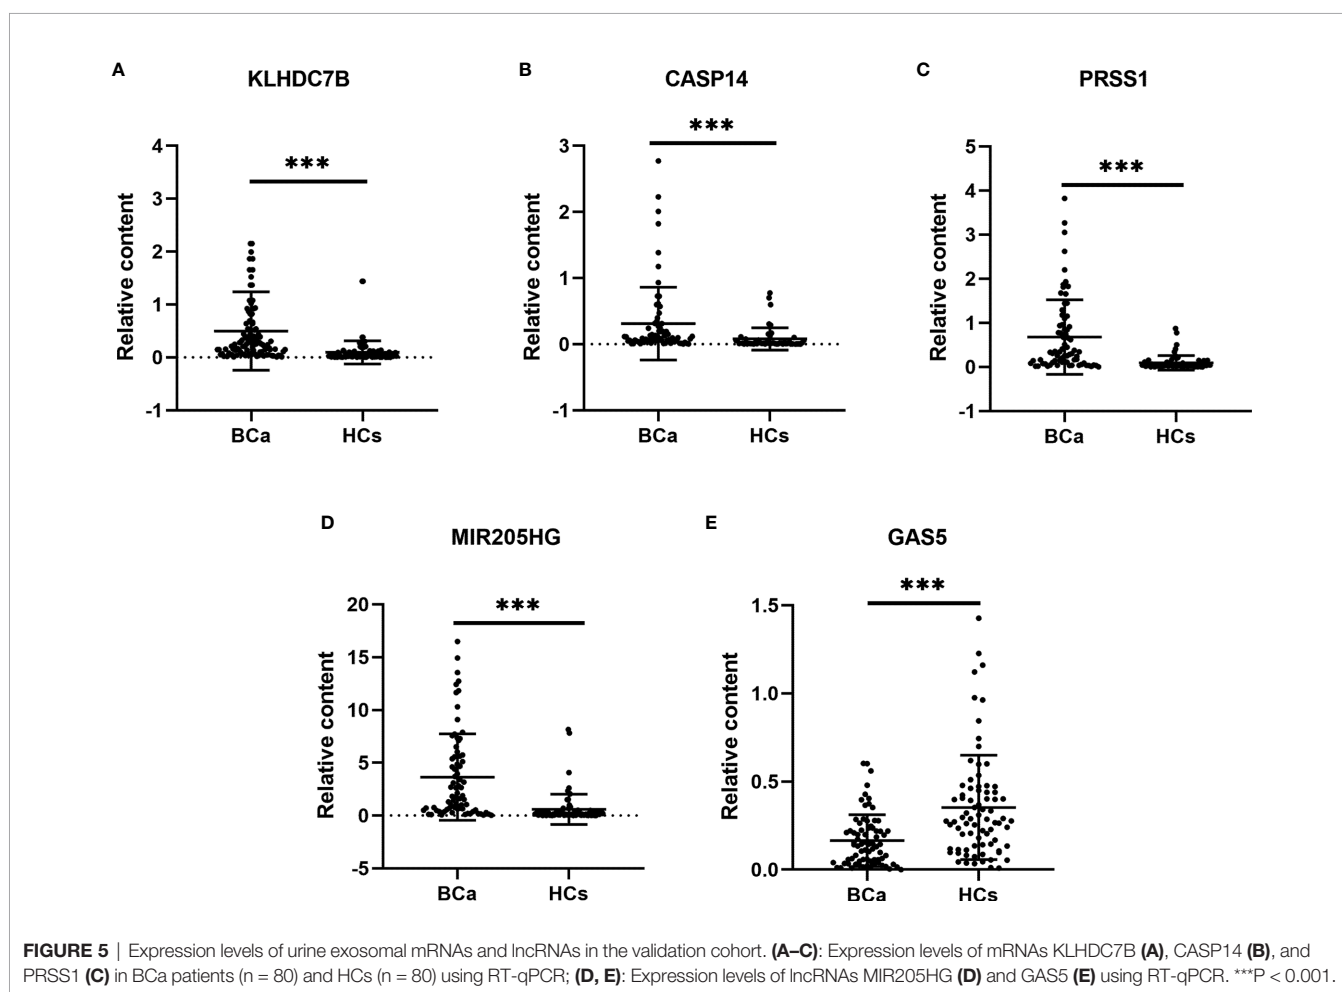 A
KLHDC7B
4
3
2
1
0
-1
Relative content
***
BCa
HCs
B
CASP14
3
2
1
0
-1
Relative content
***
BCa
HCs
C
PRSS1
5
4
3
2
1
0
-1
Relative content
***
BCa
HCs
D
MIR205HG
20
15
10
5
0
-5
Relative content
***
BCa
HCs
E
GAS5
1.5
1.0
0.5
0.0
Relative content
***
BCa
HCs
FIGURE 5 | Expression levels of urine exosomal mRNAs and lncRNAs in the validation cohort. (A–C): Expression levels of mRNAs KLHDC7B (A), CASP14 (B), and
PRSS1 (C) in BCa patients (n = 80) and HCs (n = 80) using RT-qPCR; (D, E): Expression levels of lncRNAs MIR205HG (D) and GAS5 (E) using RT-qPCR. ***P < 0.001.